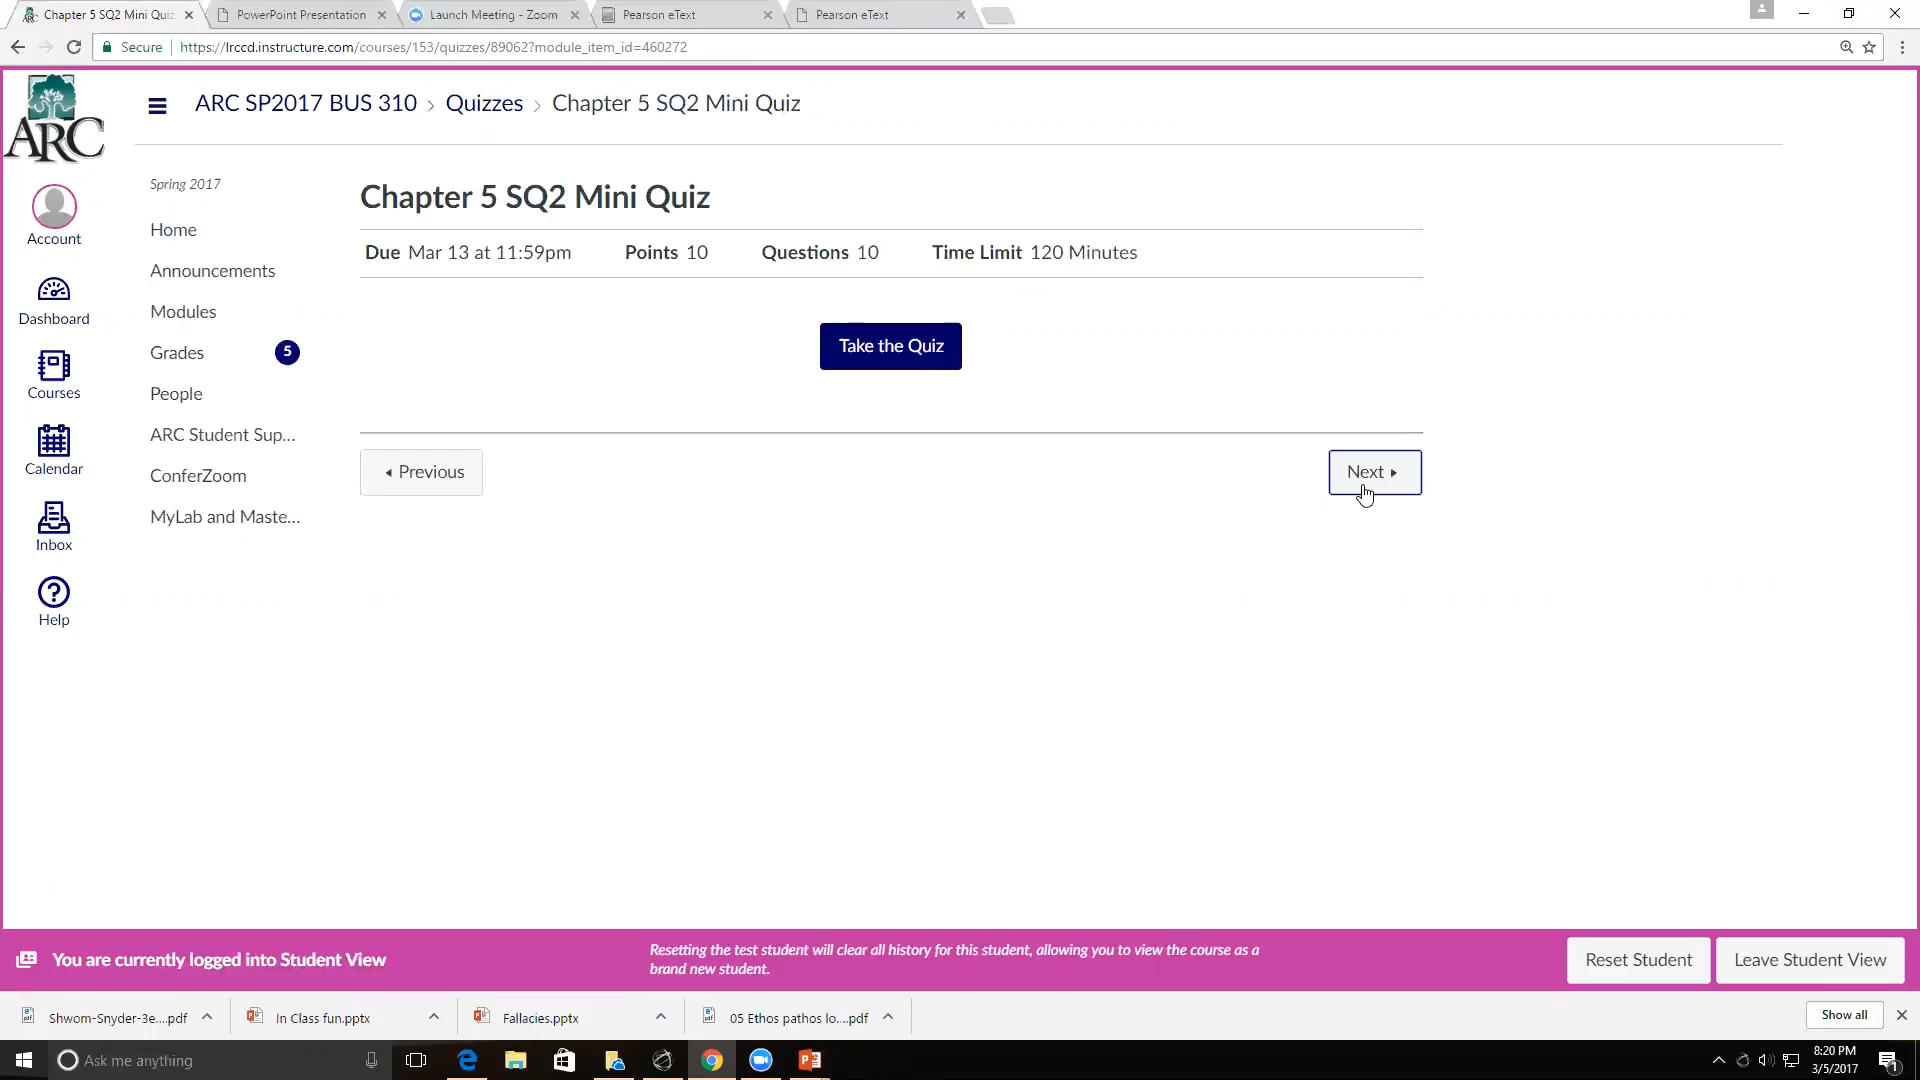 Chapter 5 SQ2 Mini Quiz
PowerPoint Presentation
Launch Meeting - Zoom
Pearson eText
Pearson eText
Secure
https://lrccd.instructure.com/courses/153/quizzes/89062?module_item_id=460272
ARC
ARC SP2017 BUS 310 › Quizzes › Chapter 5 SQ2 Mini Quiz
Account
Dashboard
Courses
Calendar
Inbox
Help
Spring 2017
Home
Announcements
Modules
Grades 5
People
ARC Student Sup...
ConferZoom
MyLab and Maste...
Chapter 5 SQ2 Mini Quiz
Due Mar 13 at 11:59pm Points 10 Questions 10 Time Limit 120 Minutes
Take the Quiz
Previous
Next
You are currently logged into Student View
Resetting the test student will clear all history for this student, allowing you to view the course as a
brand new student.
Reset Student
Leave Student View
Shwom-Snyder-3e....pdf
In Class fun.pptx
Fallacies.pptx
05 Ethos pathos lo....pdf
Show all
Ask me anything
8:20 PM
3/5/2017
1